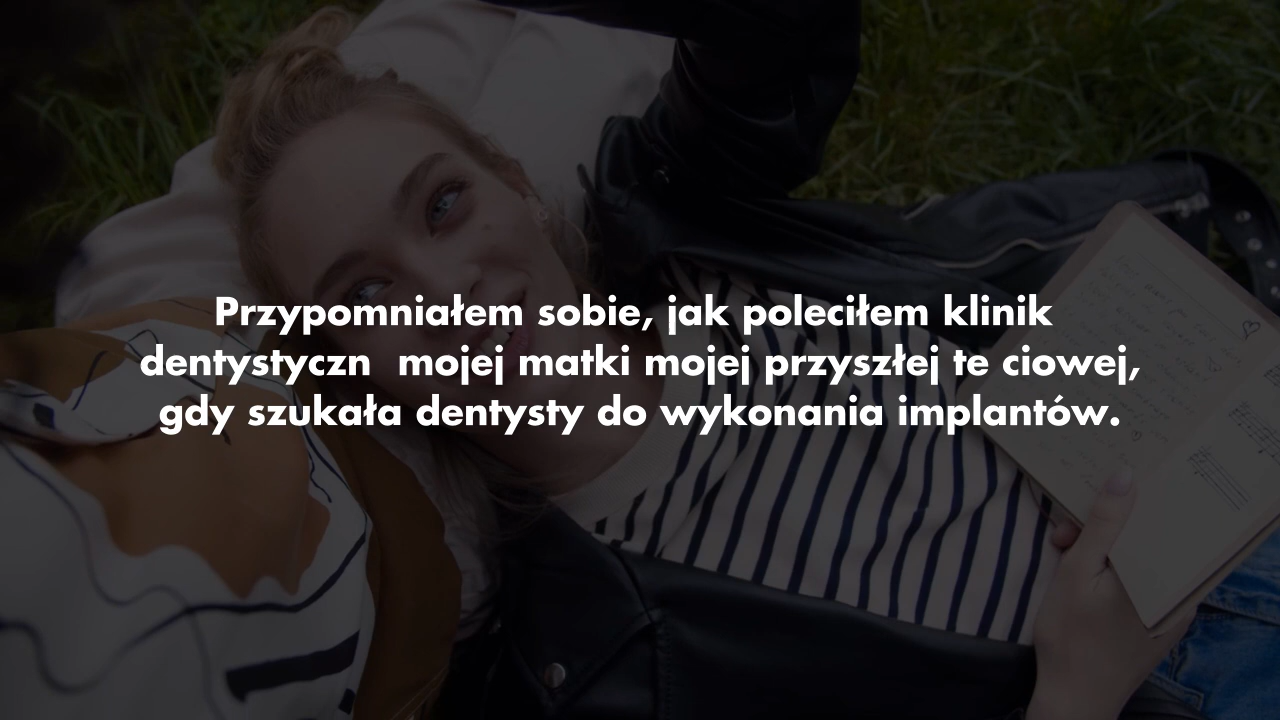 Przypomniałem sobie, jak poleciłem klinik
dentystyczn mojej matki mojej przyszłej te ciowej,
gdy szukała dentysty do wykonania implantów.